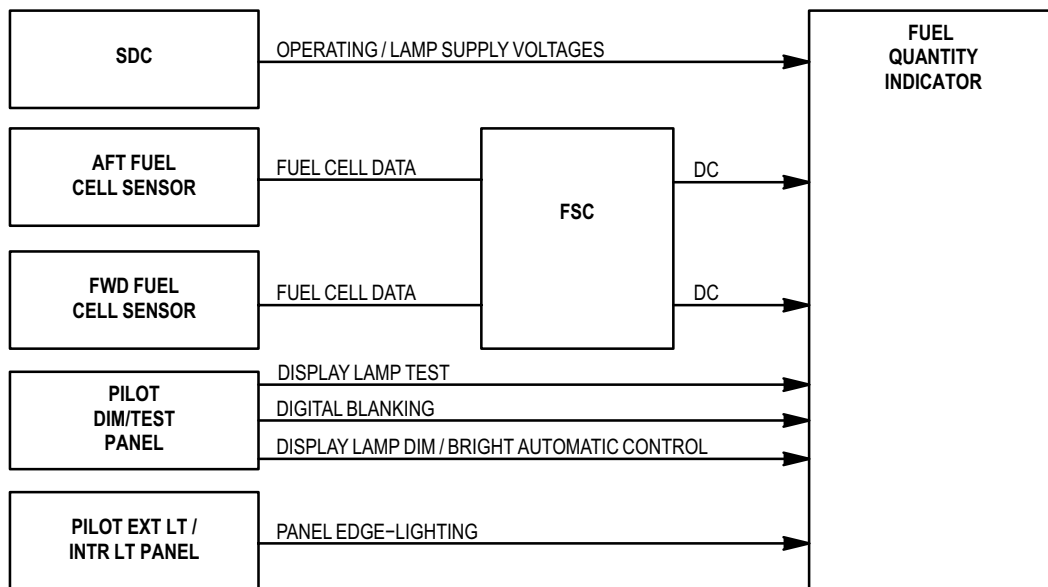 SDC
OPERATING / LAMP SUPPLY VOLTAGES
FUEL
QUANTITY
INDICATOR
AFT FUEL
CELL SENSOR
FUEL CELL DATA
FSC
DC
FWD FUEL
CELL SENSOR
FUEL CELL DATA
DC
PILOT
DIM/TEST
PANEL
DISPLAY LAMP TEST
DIGITAL BLANKING
DISPLAY LAMP DIM / BRIGHT AUTOMATIC CONTROL
PILOT EXT LT /
INTR LT PANEL
PANEL EDGE−LIGHTING